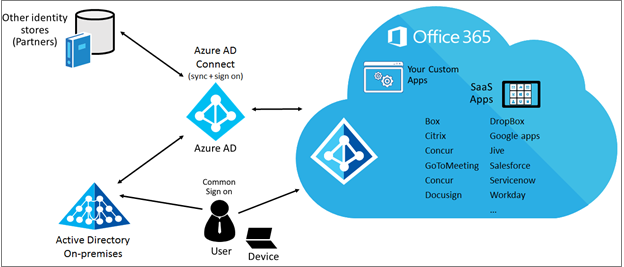 Other identity
stores
(Partners)
Azure AD
Connect
(sync + sign on)
Azure AD
Active Directory
On-premises
Common
Sign on
User
Device
Office 365
Your Custom
Apps
SaaS
Apps
Box
Citrix
Concur
GoToMeeting
Concur
Docusign
DropBox
Google apps
Jive
Salesforce
Servicenow
Workday
...